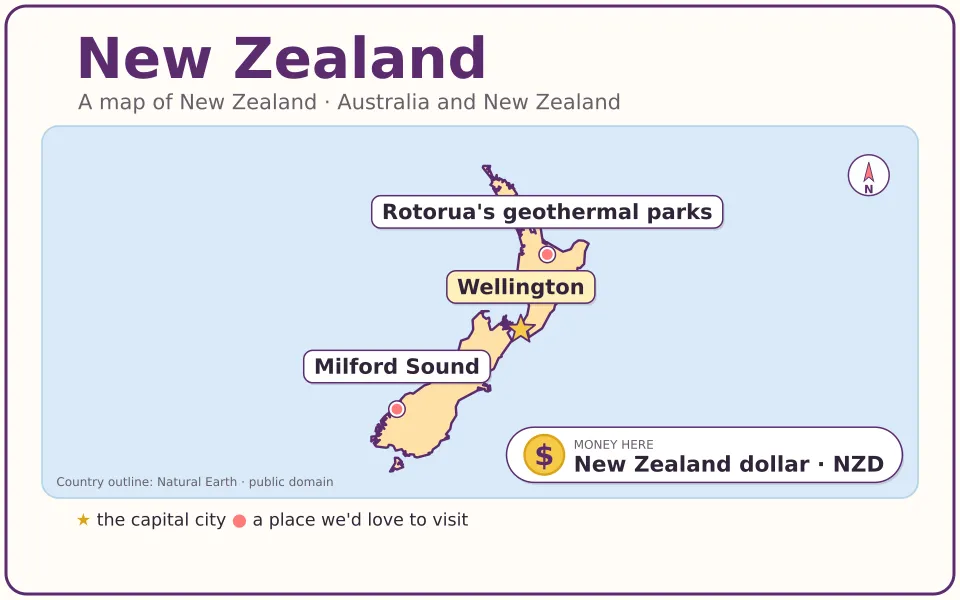 New Zealand
A map of New Zealand · Australia and New Zealand
N
Rotorua's geothermal parks
Wellington
Milford Sound
$
MONEY HERE
New Zealand dollar · NZD
Country outline: Natural Earth · public domain
★ the capital city ● a place we'd love to visit